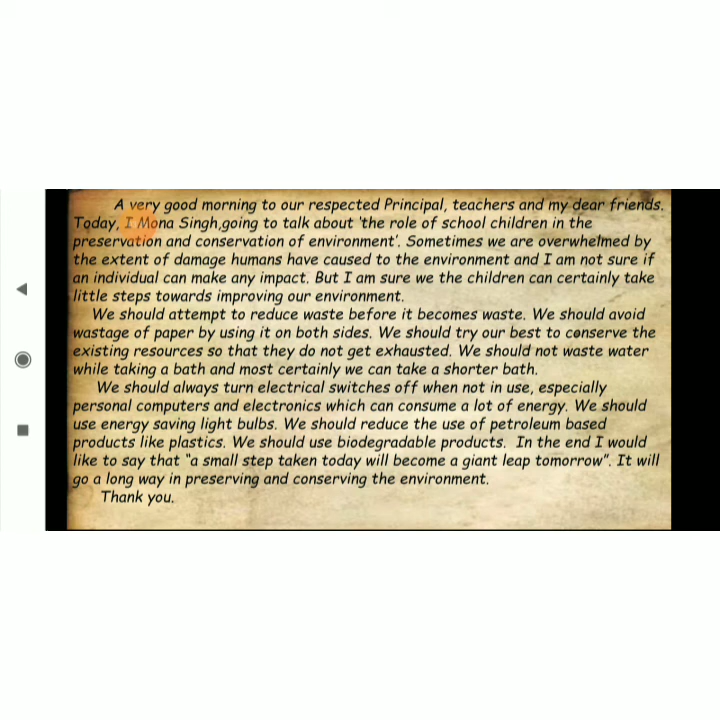 A very good morning to our respected Principal, teachers and my dear friends.
Today, I Mona Singh,going to talk about 'the role of school children in the
preservation and conservation of environment'. Sometimes we are overwhelmed by
the extent of damage humans have caused to the environment and I am not sure if
an individual can make any impact. But I am sure we the children can certainly take
little steps towards improving our environment.
We should attempt to reduce waste before it becomes waste. We should avoid
wastage of paper by using it on both sides. We should try our best to conserve the
existing resources so that they do not get exhausted. We should not waste water
while taking a bath and most certainly we can take a shorter bath.
We should always turn electrical switches off when not in use, especially
personal computers and electronics which can consume a lot of energy. We should
use energy saving light bulbs. We should reduce the use of petroleum based
products like plastics. We should use biodegradable products. In the end I would
like to say that "a small step taken today will become a giant leap tomorrow". It will
go a long way in preserving and conserving the environment.
Thank you.